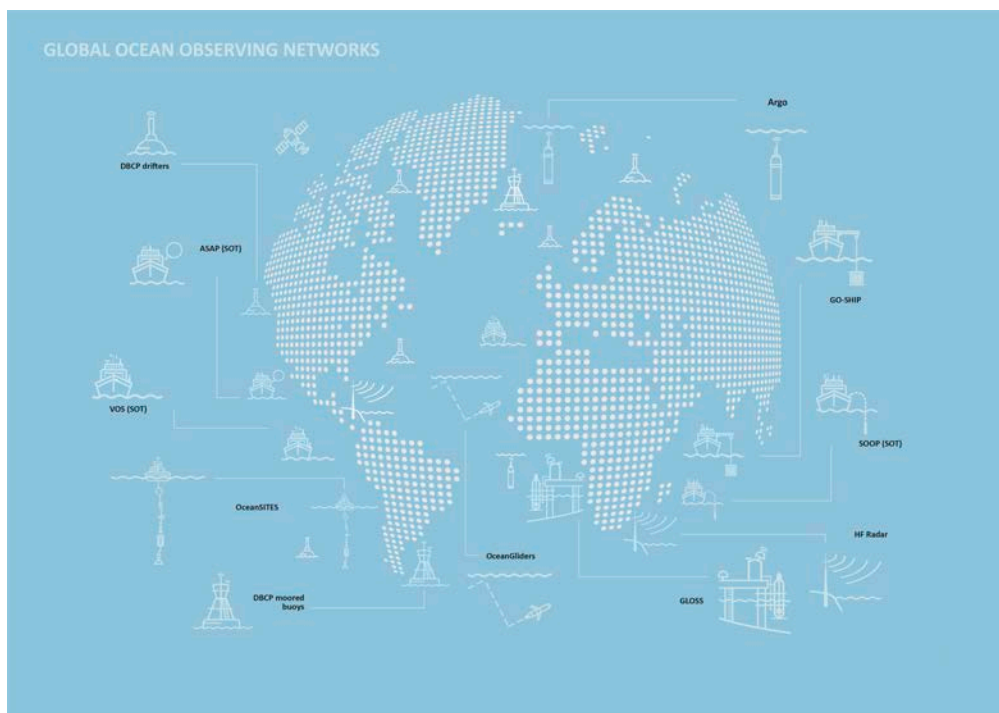 GLOBAL OCEAN OBSERVING NETWORKS
Argo
DBCP drifters
ASAP (SOT)
GO-SHIP
VOS (SOT)
SOOP (SOT)
OceanSITES
HF Radar
OceanGliders
DBCP moored
buoys
GLOSS